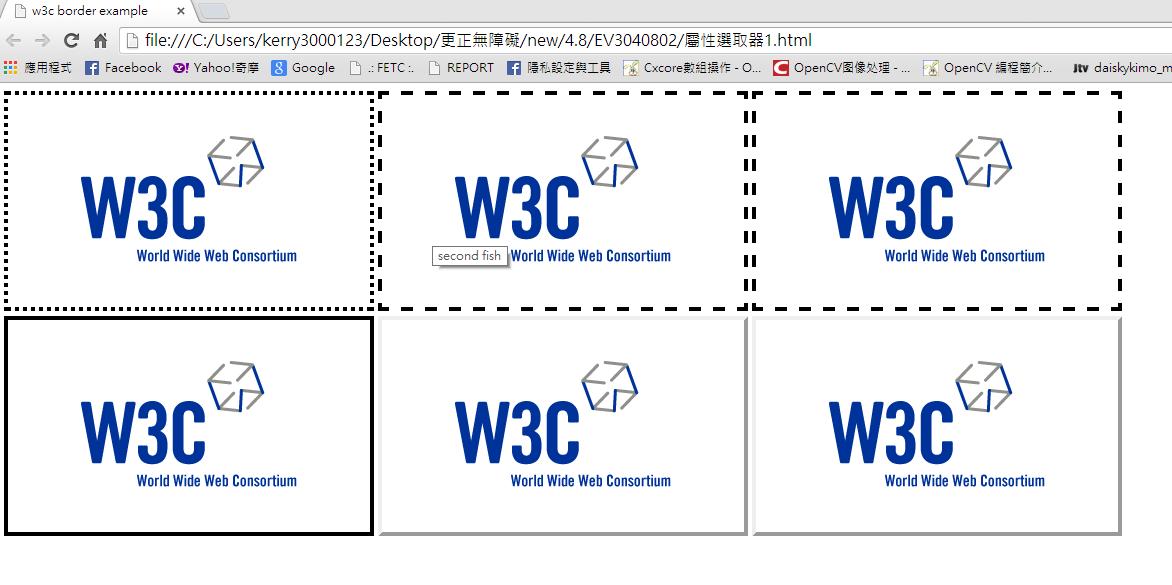 w3c border example
file:///C:/Users/kerry3000123/Desktop/更正無障礙/new/4.8/EV3040802/屬性選取器1.html
應用程式 Facebook Yahoo!奇摩 Google .: FETC :. REPORT 隱私設定與工具 Cxcore數組操作 - O... OpenCV图像处理 - ... OpenCV 編程簡介... jtv daiskykimo_m
W3C W3C W3C
World Wide Web Consortium second fish World Wide Web Consortium World Wide Web Consortium
W3C W3C W3C
World Wide Web Consortium World Wide Web Consortium World Wide Web Consortium